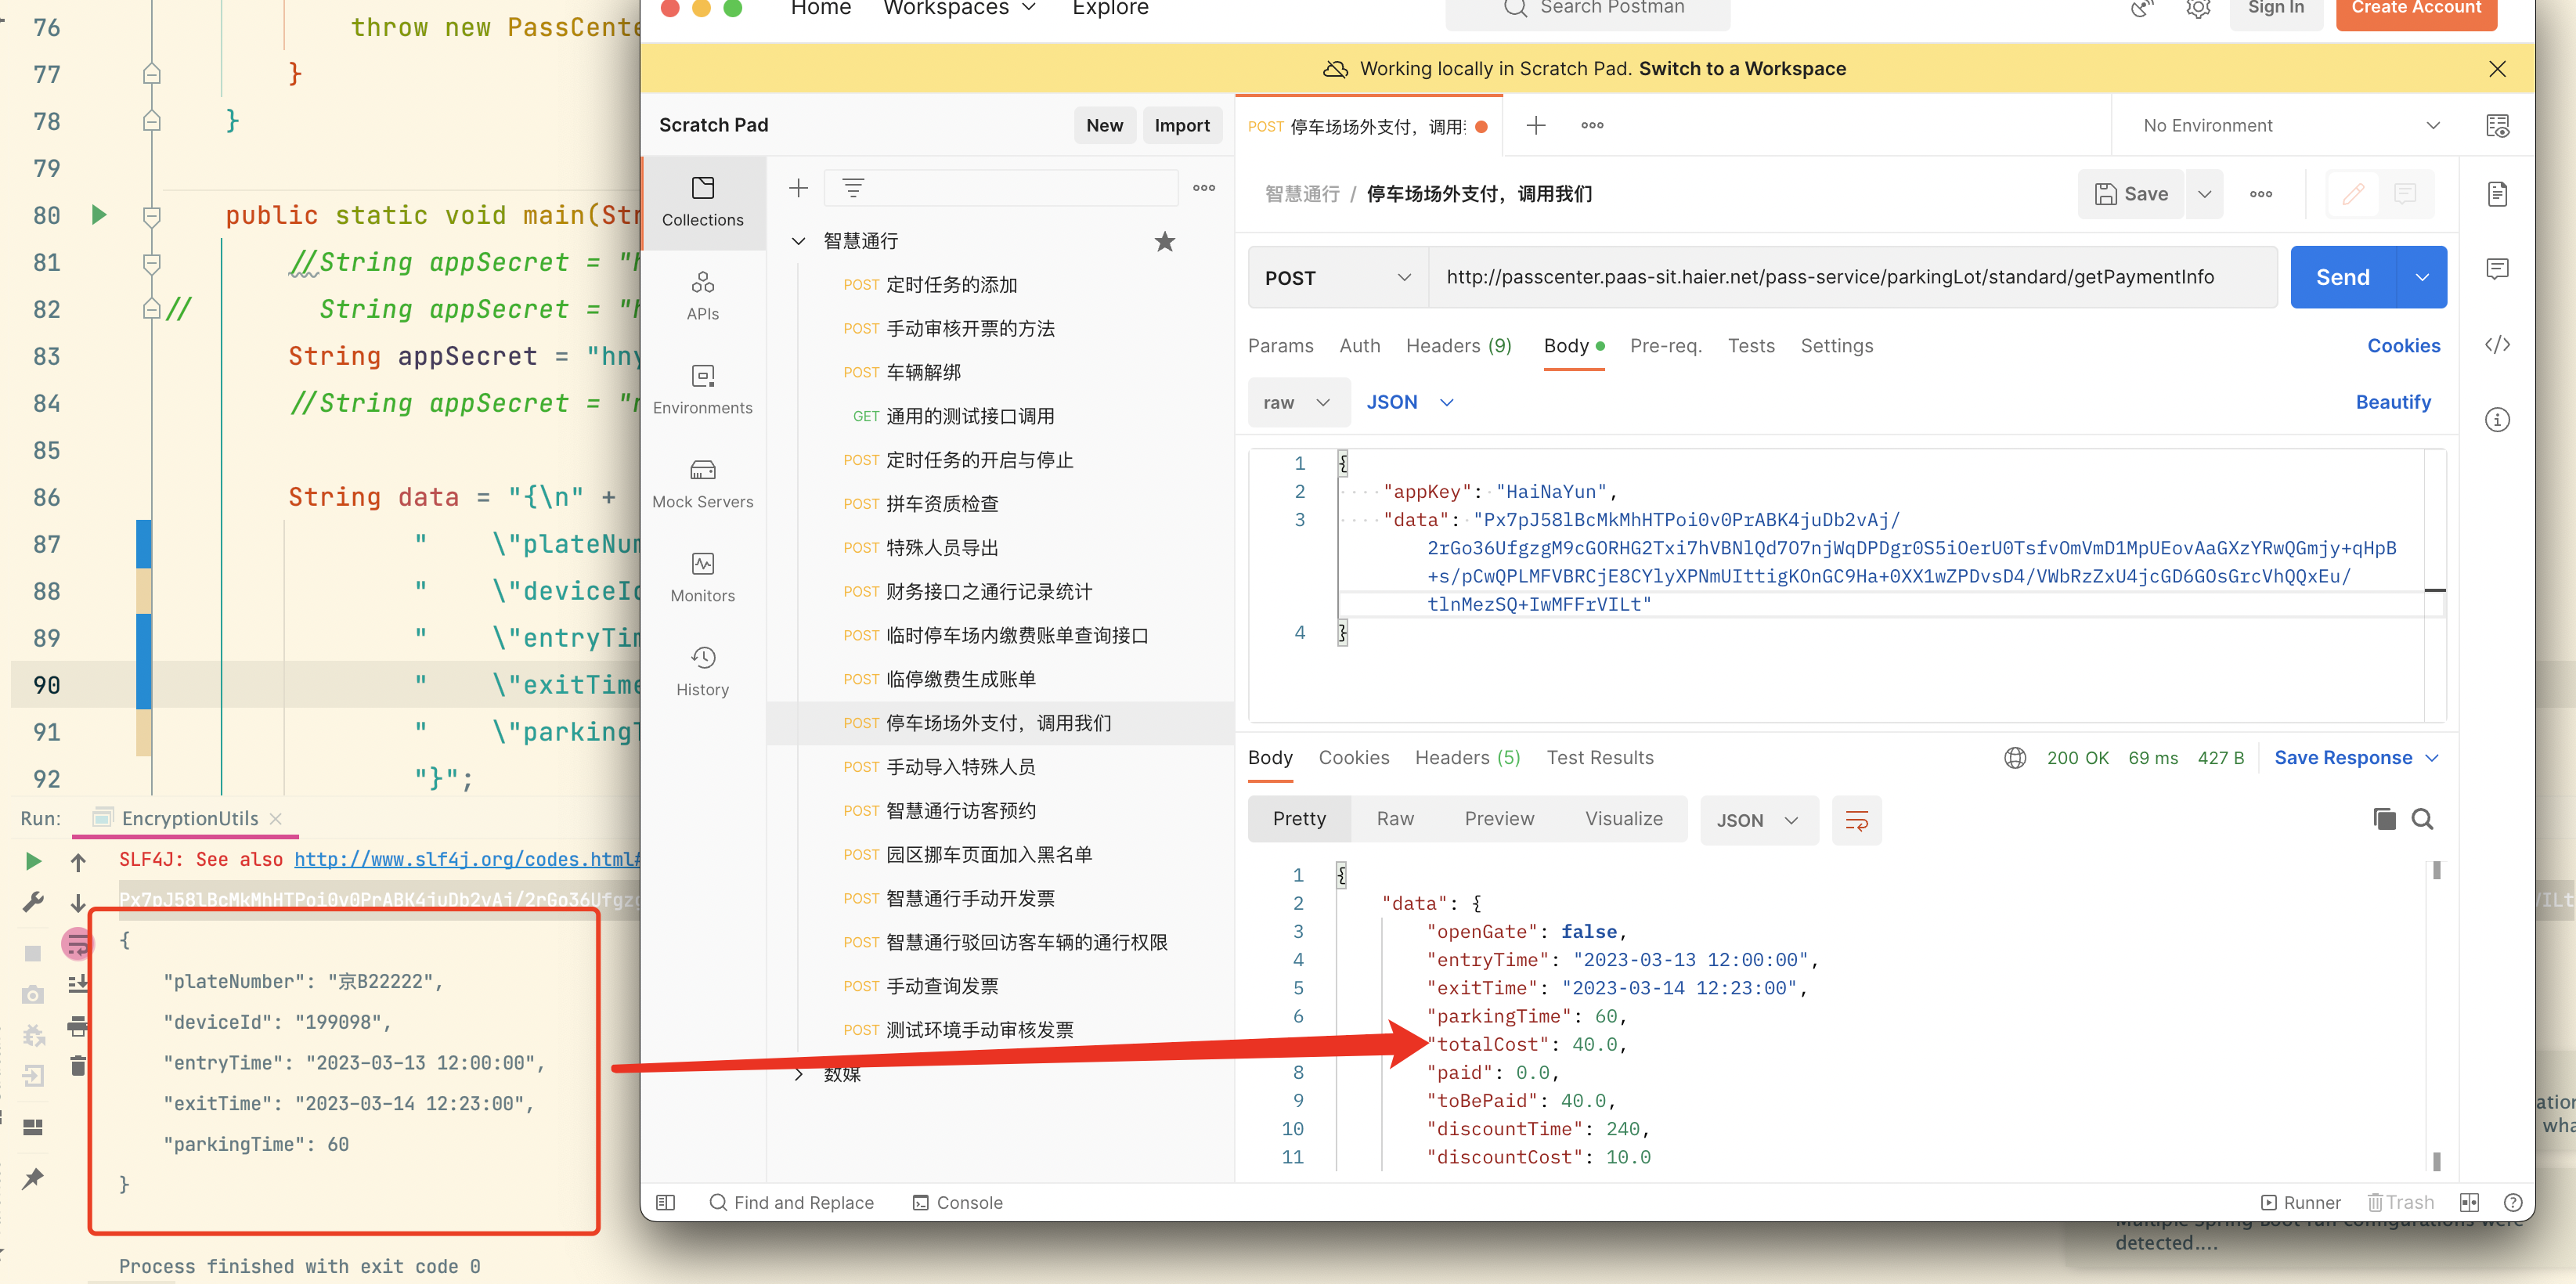 76 throw new PassCente
77 }
78 }
79
80 public static void main(Str
81 //String appSecret = "h
82 // String appSecret = "h
83 String appSecret = "hny
84 //String appSecret =
85
86 String data = "{\n" +
87 " \"plateNum
88 " \"deviceId
89 " \"entryTim
90 " \"exitTime
91 " \"parkingT
92 "}";
Run: EncryptionUtils
SLF4J: See also http://www.slf4j.org/codes.html#
Px7pJ58lBcMkMhHTPoi0v0PrABK4juDb2vAj/2rGo36Ufgzg
{
"plateNumber": "京B22222",
"deviceId": "199098",
"entryTime": "2023-03-13 12:00:00",
"exitTime": "2023-03-14 12:23:00",
"parkingTime": 60
}
Process finished with exit code 0
Home Workspaces Explore
Search Postman
Sign In Create Account
Working locally in Scratch Pad. Switch to a Workspace
Scratch Pad New Import
Collections
APIs
Environments
Mock Servers
Monitors
History
智慧通行
POST 定时任务的添加
POST 手动审核开票的方法
POST 车辆解绑
GET 通用的测试接口调用
POST 定时任务的开启与停止
POST 拼车资质检查
POST 特殊人员导出
POST 财务接口之通行记录统计
POST 临时停车场内缴费账单查询接口
POST 临停缴费生成账单
POST 停车场场外支付，调用我们
POST 手动导入特殊人员
POST 智慧通行访客预约
POST 园区挪车页面加入黑名单
POST 智慧通行手动开发票
POST 智慧通行驳回访客车辆的通行权限
POST 手动查询发票
POST 测试环境手动审核发票
数媒
POST 停车场场外支付，调用
No Environment
智慧通行 / 停车场场外支付，调用我们
Save
POST http://passcenter.paas-sit.haier.net/pass-service/parkingLot/standard/getPaymentInfo Send
Params Auth Headers (9) Body Pre-req. Tests Settings Cookies
raw JSON Beautify
1 {
2 "appKey": "HaiNaYun",
3 "data": "Px7pJ58lBcMkMhHTPoi0v0PrABK4juDb2vAj/
2rGo36UfgzgM9cGORHG2Txi7hVBNlQd7O7njWqDPDgr0S5iOerU0TsfvOmVmD1MpUEovAaGXzYRwQGmjy+qHpB
+s/pCwQPLMFVBRCjE8CYlyXPNmUIttigKOnGC9Ha+0XX1wZPDvsD4/VWbRzZxU4jcGD6GOsGrcVhQQxEu/
tlnMezSQ+IwMFFrVILt"
4 }
Body Cookies Headers (5) Test Results 200 OK 69 ms 427 B Save Response
Pretty Raw Preview Visualize JSON
1 {
2 "data": {
3 "openGate": false,
4 "entryTime": "2023-03-13 12:00:00",
5 "exitTime": "2023-03-14 12:23:00",
6 "parkingTime": 60,
"totalCost": 40.0,
8 "paid": 0.0,
9 "toBePaid": 40.0,
10 "discountTime": 240,
11 "discountCost": 10.0
Find and Replace Console Runner Trash
detected....